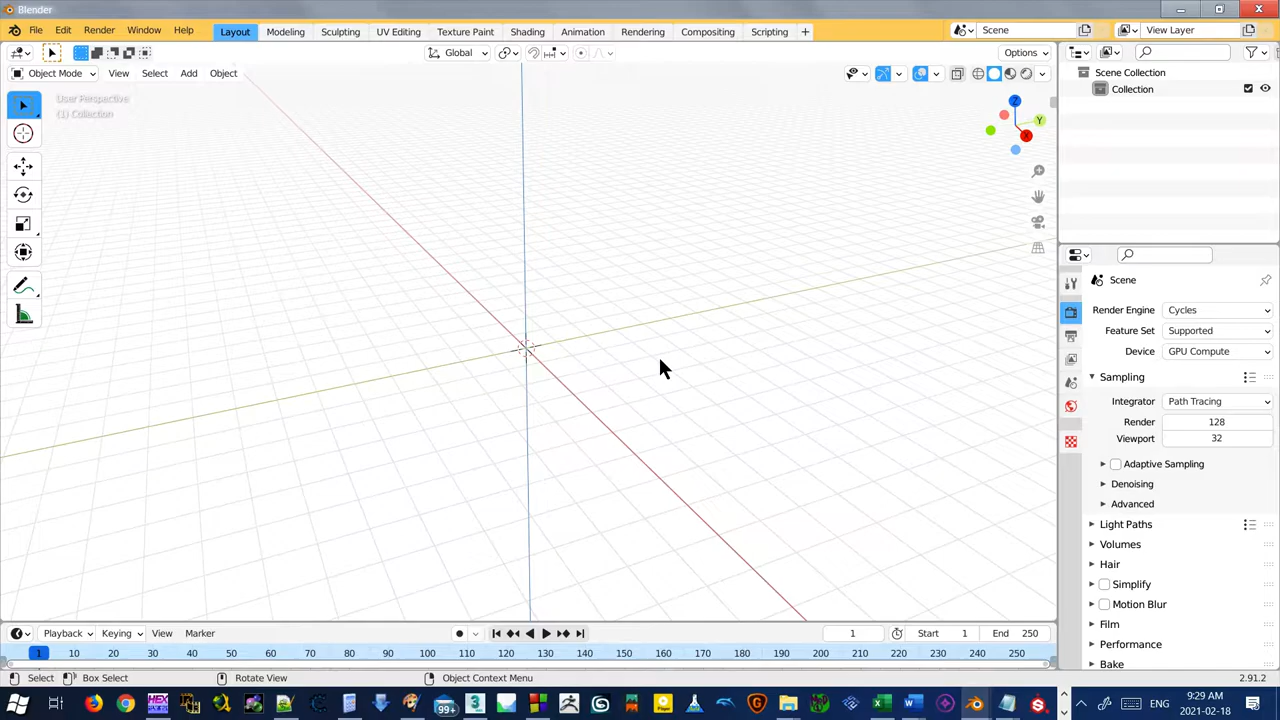 Blender
File Edit Render Window Help Layout Modeling Sculpting UV Editing Texture Paint Shading Animation Rendering Compositing Scripting + Scene View Layer
Global Options
Object Mode View Select Add Object
User Perspective
(1) Collection
Z
Y
X
Scene Collection
Collection
Scene
Render Engine Cycles
Feature Set Supported
Device GPU Compute
Sampling
Integrator Path Tracing
Render 128
Viewport 32
Adaptive Sampling
Denoising
Advanced
Light Paths
Volumes
Hair
Simplify
Motion Blur
Film
Performance
Bake
Playback Keying View Marker 1 Start 1 End 250
1 10 20 30 40 50 60 70 80 90 100 110 120 130 140 150 160 170 180 190 200 210 220 230 240 250
Select Box Select Rotate View Object Context Menu 2.91.2
HEX 99+ 3 G ENG 9:29 AM
2021-02-18